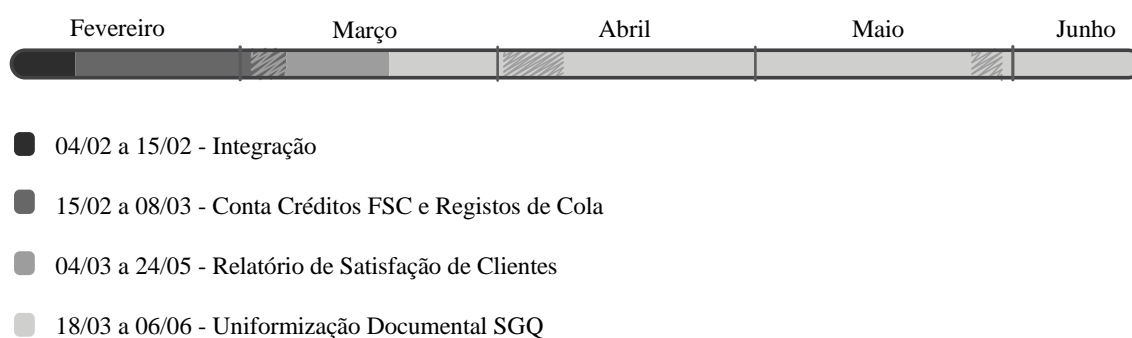 Fevereiro Março Abril Maio Junho
04/02 a 15/02 - Integração
15/02 a 08/03 - Conta Créditos FSC e Registos de Cola
04/03 a 24/05 - Relatório de Satisfação de Clientes
18/03 a 06/06 - Uniformização Documental SGQ